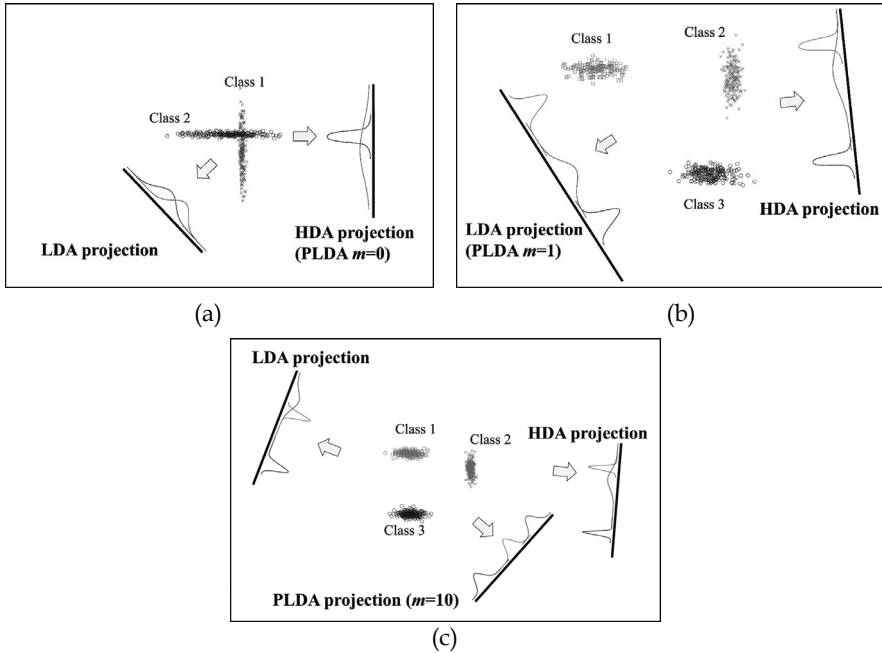 Class 1
Class 2
LDA projection
HDA projection
(PLDA m=0)
(a)
Class 1
Class 2
Class 3
LDA projection
(PLDA m=1)
HDA projection
(b)
LDA projection
Class 1
Class 2
HDA projection
Class 3
PLDA projection (m=10)
(c)